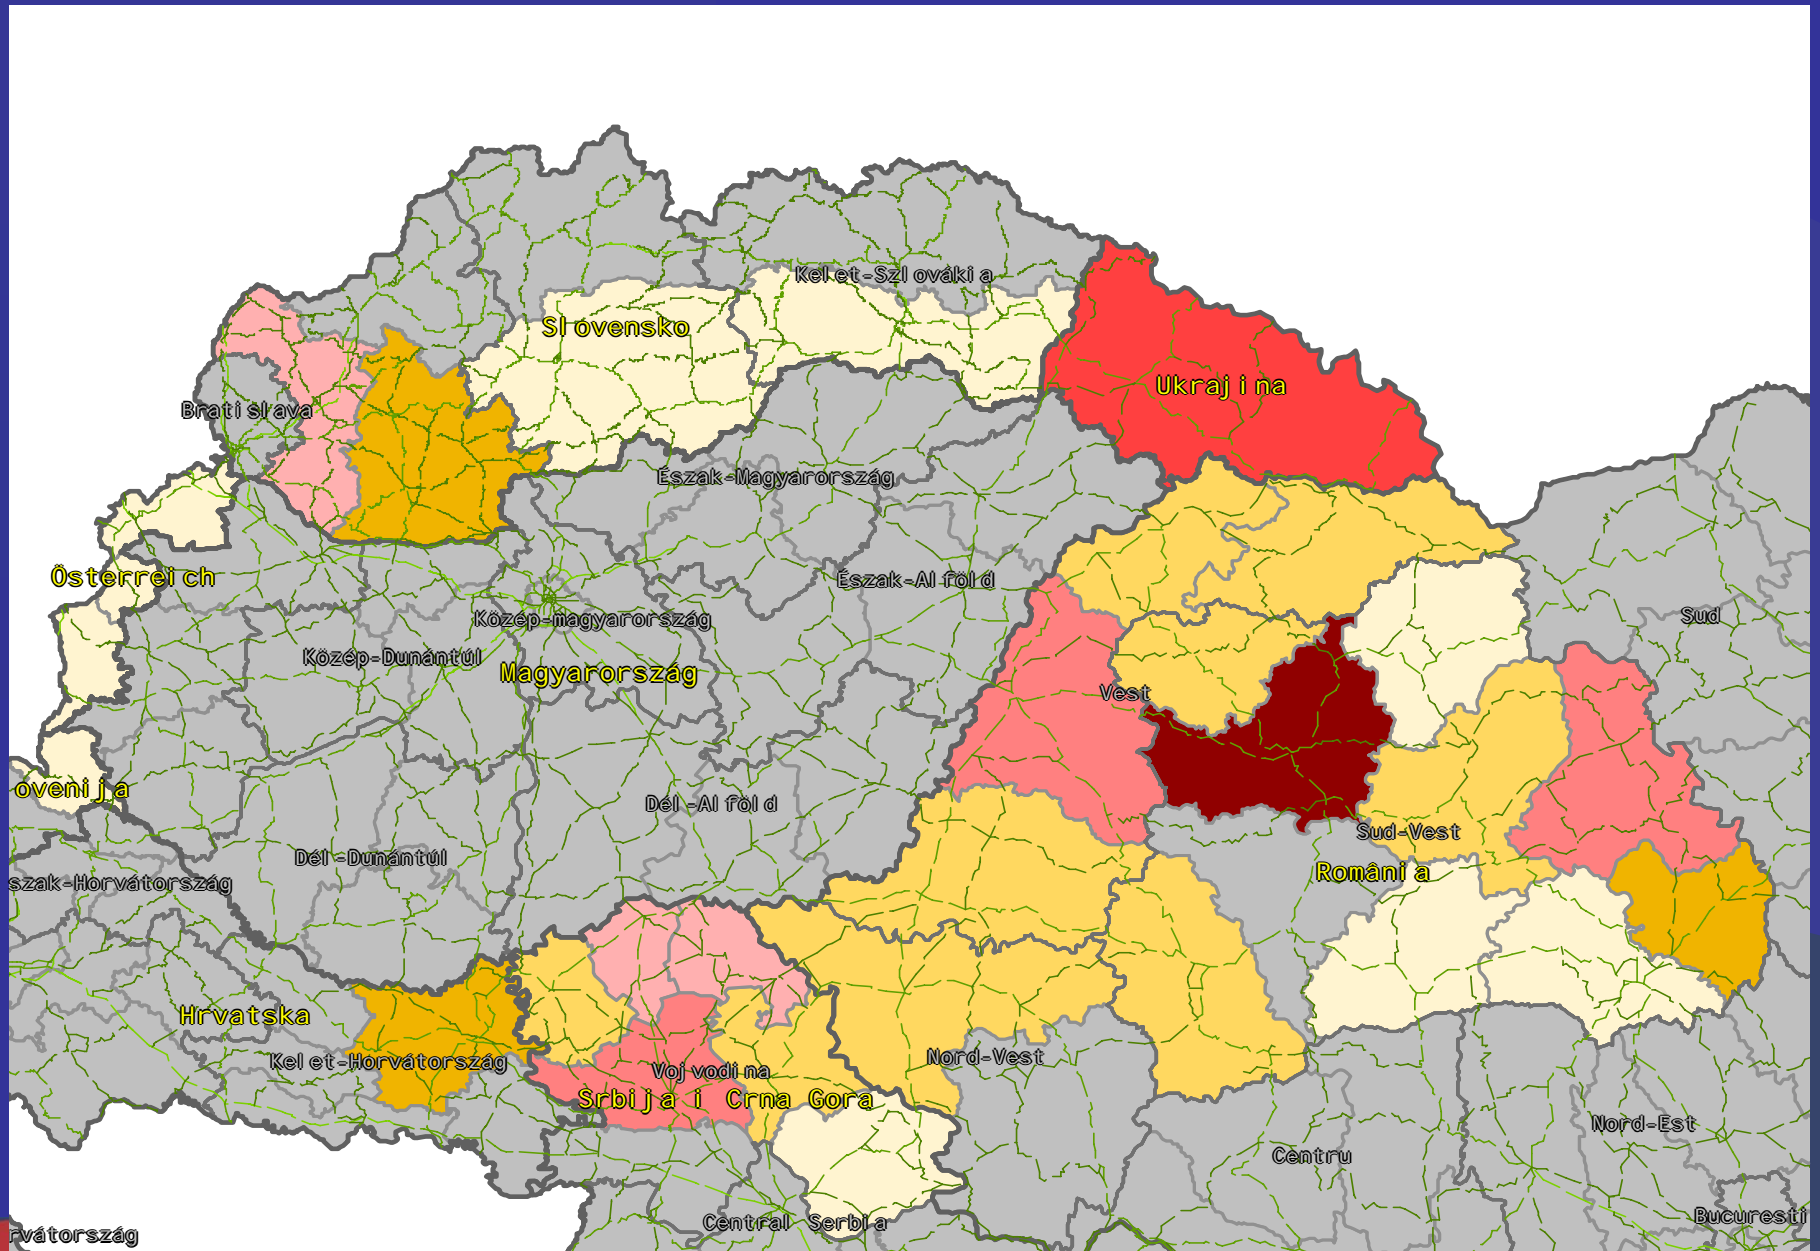 Kelet-Szlovákia
Slovensko
Ukrajina
Bratislava
Észak-Magyarország
Österreich
Észak-Alföld
Közép-magyarország
Sud
Közép-Dunántúl
Magyarország
Vest
ovenija
Dél-Alföld
Sud-Vest
Dél-Dunántúl
România
szak-Horvátország
Hrvatska
Kelet-Horvátország
Nord-Vest
Vojvodina
Srbija i Crna Gora
Nord-Est
Centru
Bucuresti
Central Serbia
rvátország